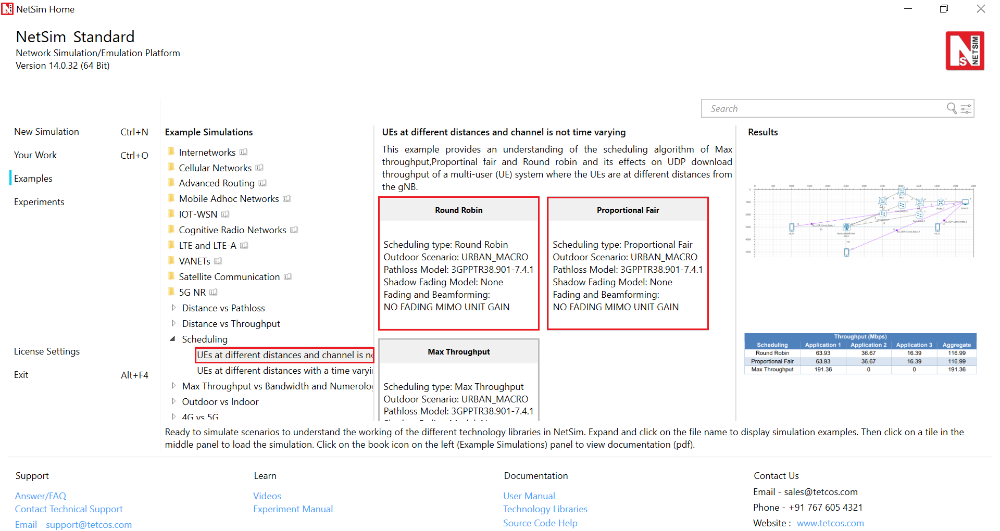 NetSim Home
NetSim Standard
Network Simulation/Emulation Platform
Version 14.0.32 (64 Bit)
NETSIM
Search
New Simulation Ctrl+N
Your Work Ctrl+O
Examples
Experiments
License Settings
Exit Alt+F4
Example Simulations
Internetworks
Cellular Networks
Advanced Routing
Mobile Adhoc Networks
IOT-WSN
Cognitive Radio Networks
LTE and LTE-A
VANETs
Satellite Communication
5G NR
Distance vs Pathloss
Distance vs Throughput
Scheduling
UEs at different distances and channel is no
UEs at different distances with a time varyi
Max Throughput vs Bandwidth and Numerolo
Outdoor vs Indoor
4G vs 5G
UEs at different distances and channel is not time varying
This example provides an understanding of the scheduling algorithm of Max
throughput,Proportinal fair and Round robin and its effects on UDP download
throughput of a multi-user (UE) system where the UEs are at different distances from
the gNB.
Round Robin
Scheduling type: Round Robin
Outdoor Scenario: URBAN_MACRO
Pathloss Model: 3GPPTR38.901-7.4.1
Shadow Fading Model: None
Fading and Beamforming:
NO FADING MIMO UNIT GAIN
Proportional Fair
Scheduling type: Proportional Fair
Outdoor Scenario: URBAN_MACRO
Pathloss Model: 3GPPTR38.901-7.4.1
Shadow Fading Model: None
Fading and Beamforming:
NO FADING MIMO UNIT GAIN
Max Throughput
Scheduling type: Max Throughput
Outdoor Scenario: URBAN_MACRO
Pathloss Model: 3GPPTR38.901-7.4.1
Results
Throughput (Mbps)
Scheduling Application 1 Application 2 Application 3 Aggregate
Round Robin 63.93 36.67 16.39 116.99
Proportional Fair 63.93 36.67 16.39 116.99
Max Throughput 191.36 0 0 191.36
Ready to simulate scenarios to understand the working of the different technology libraries in NetSim. Expand and click on the file name to display simulation examples. Then click on a tile in the
middle panel to load the simulation. Click on the book icon on the left (Example Simulations) panel to view documentation (pdf).
Support
Answer/FAQ
Contact Technical Support
Email - support@tetcos.com
Learn
Videos
Experiment Manual
Documentation
User Manual
Technology Libraries
Source Code Help
Contact Us
Email - sales@tetcos.com
Phone - +91 767 605 4321
Website : www.tetcos.com